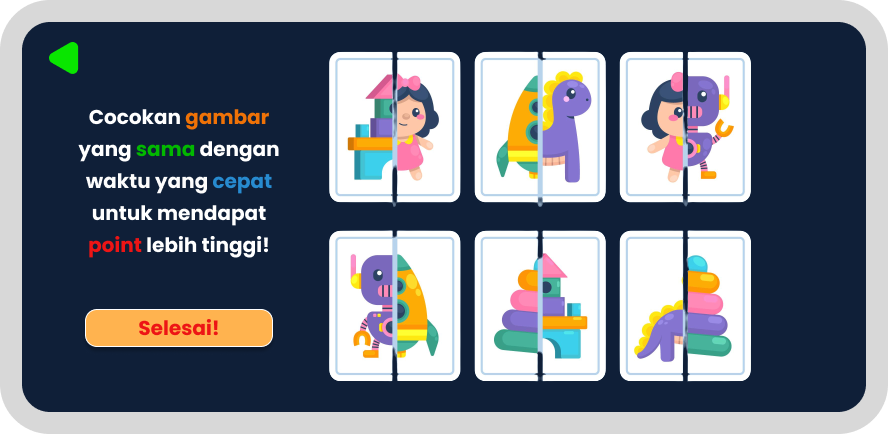 Cocokan gambar
yang sama dengan
waktu yang cepat
untuk mendapat
point lebih tinggi!
Selesai!